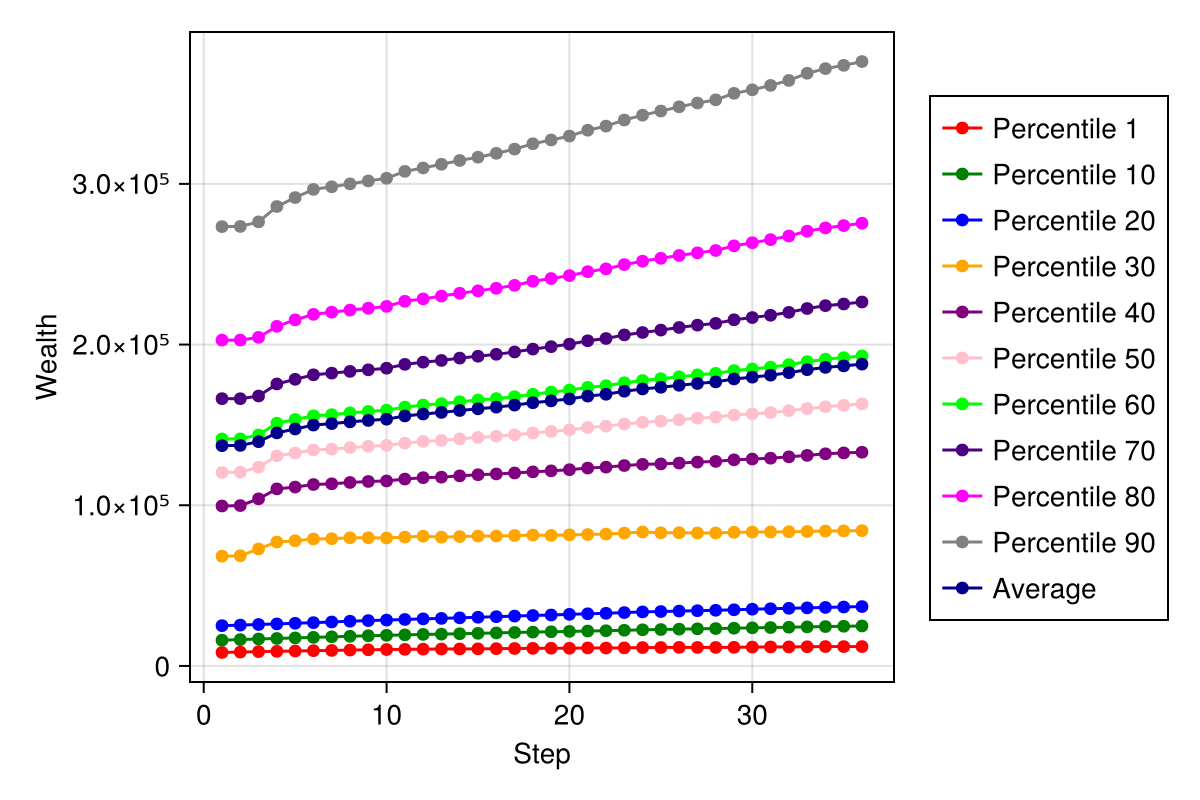 3.0×10⁵
2.0×10⁵
1.0×10⁵
0
Wealth
0 10 20 30
Step
Percentile 1
Percentile 10
Percentile 20
Percentile 30
Percentile 40
Percentile 50
Percentile 60
Percentile 70
Percentile 80
Percentile 90
Average